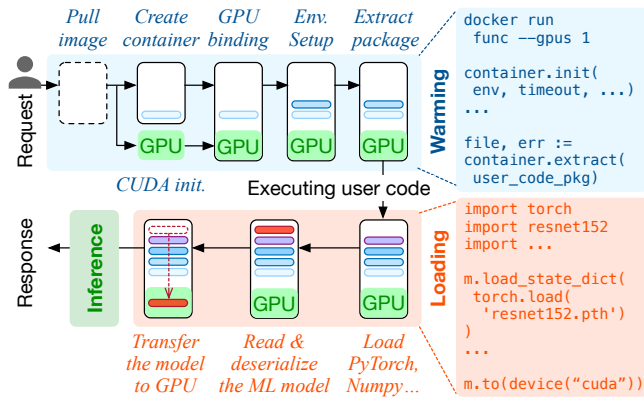 Pull
image
Create
container
GPU
binding
Env.
Setup
Extract
package
Request
GPU
GPU
GPU
GPU
CUDA init.
Warming
docker run
func --gpus 1
container.init(
env, timeout, ...)
...
file, err :=
container.extract(
user_code_pkg)
Executing user code
Response
Inference
GPU
GPU
GPU
Loading
Transfer
the model
to GPU
Read &
deserialize
the ML model
Load
PyTorch,
Numpy...
import torch
import resnet152
import ...
m.load_state_dict(
torch.load(
'resnet152.pth')
)
...
m.to(device(“cuda”))